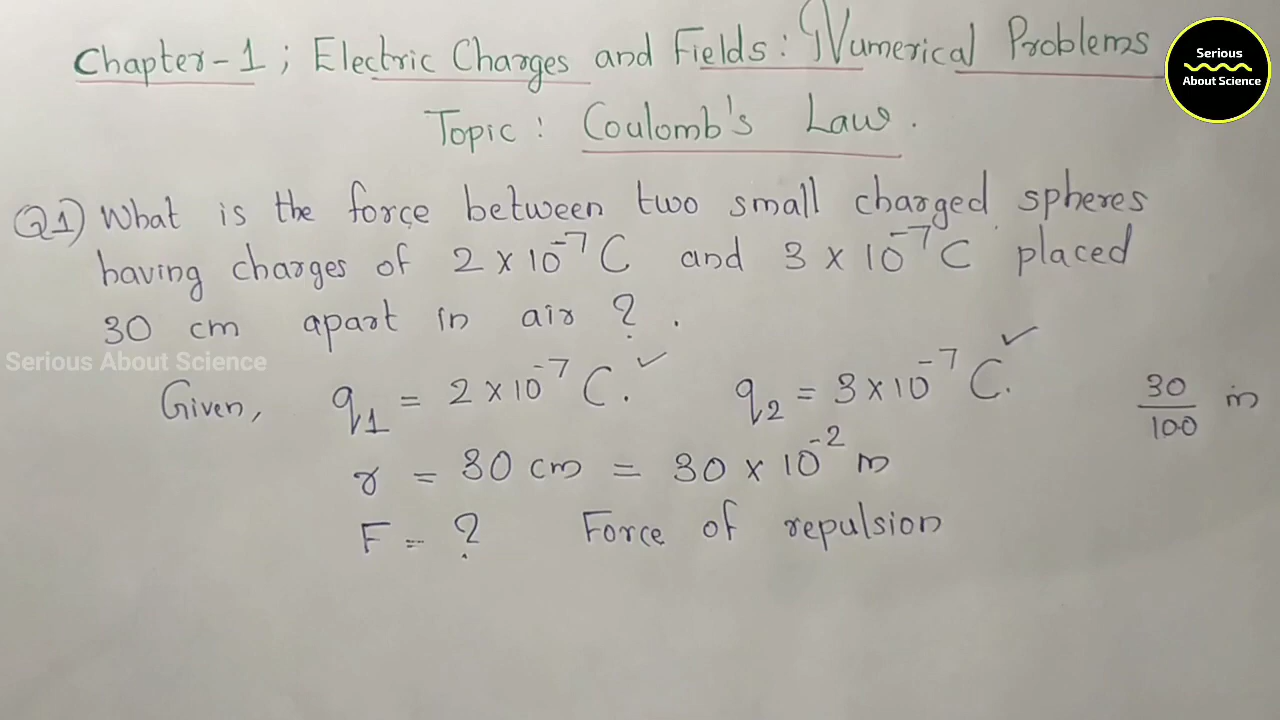 Chapter-1 ; Electric Charges and Fields : Numerical Problems
Serious
About Science
Topic : Coulomb's Law.
Q1) What is the force between two small charged spheres
having charges of 2 × 10⁻⁷ C and 3 × 10⁻⁷ C placed
30 cm apart in air ? .
Serious About Science
Given, q₁ = 2 × 10⁻⁷ C. ✓ q₂ = 3 × 10⁻⁷ C. ✓ 30/100 m
r = 30 cm = 30 × 10⁻² m
F = ? Force of repulsion